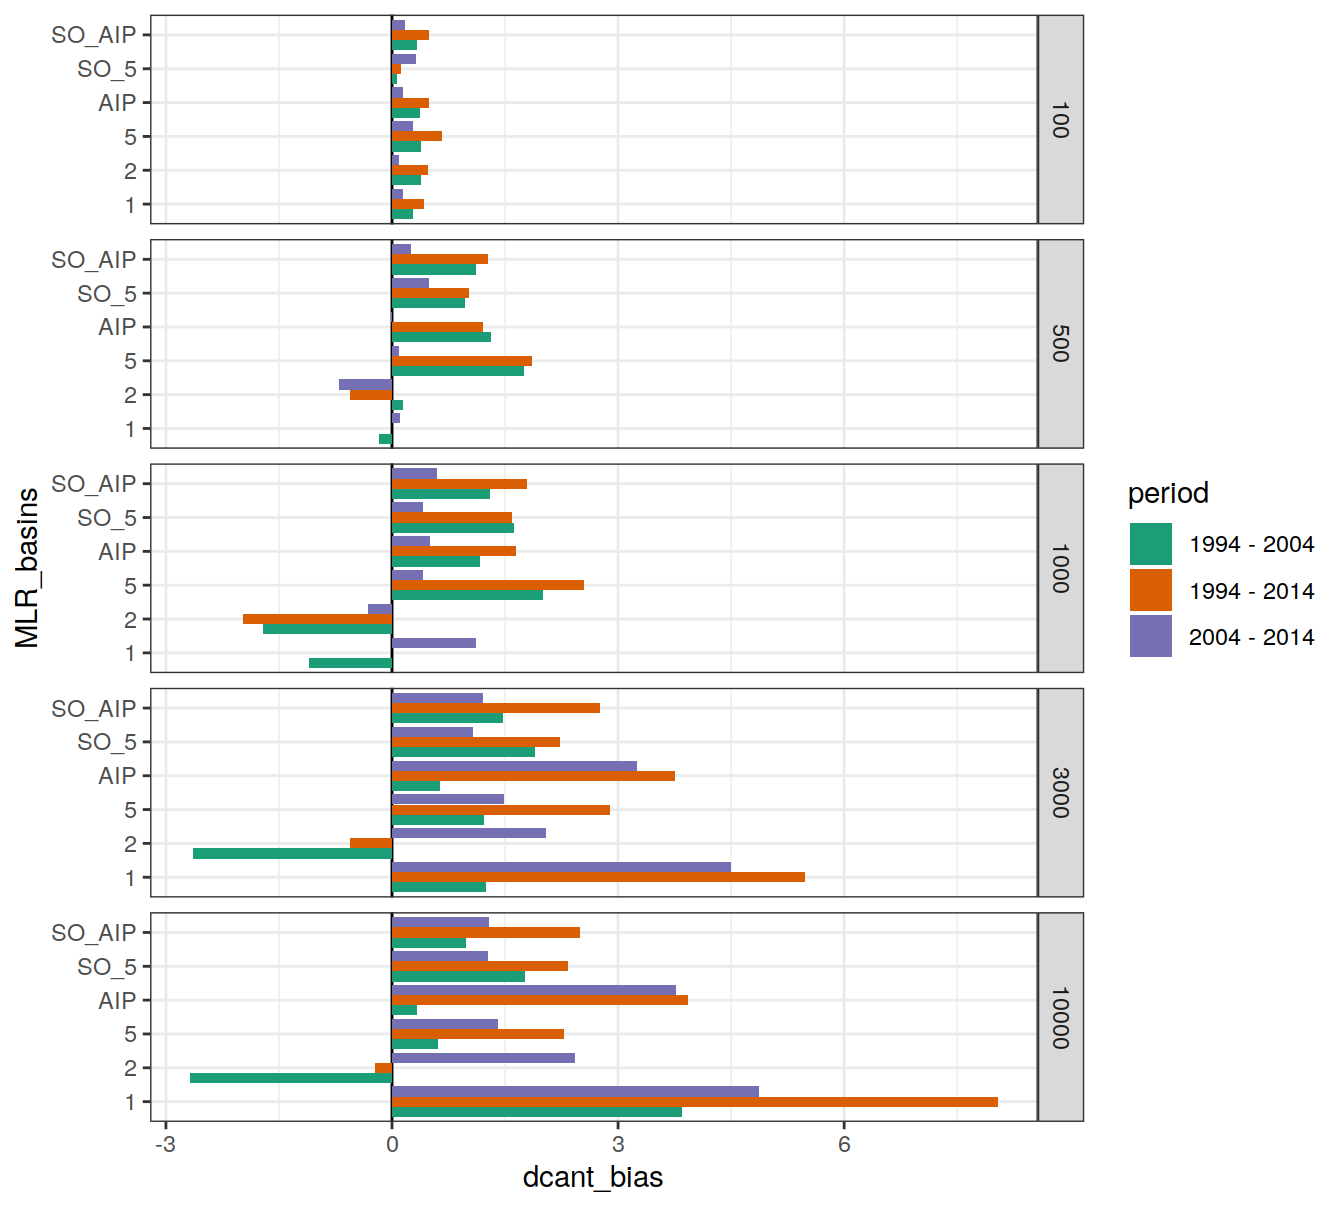 SO_AIP
SO_5
AIP
5
2
1
100
SO_AIP
SO_5
AIP
5
2
1
500
SO_AIP
SO_5
AIP
5
2
1
1000
SO_AIP
SO_5
AIP
5
2
1
3000
SO_AIP
SO_5
AIP
5
2
1
10000
-3 0 3 6
dcant_bias
MLR_basins
period
1994 - 2004
1994 - 2014
2004 - 2014